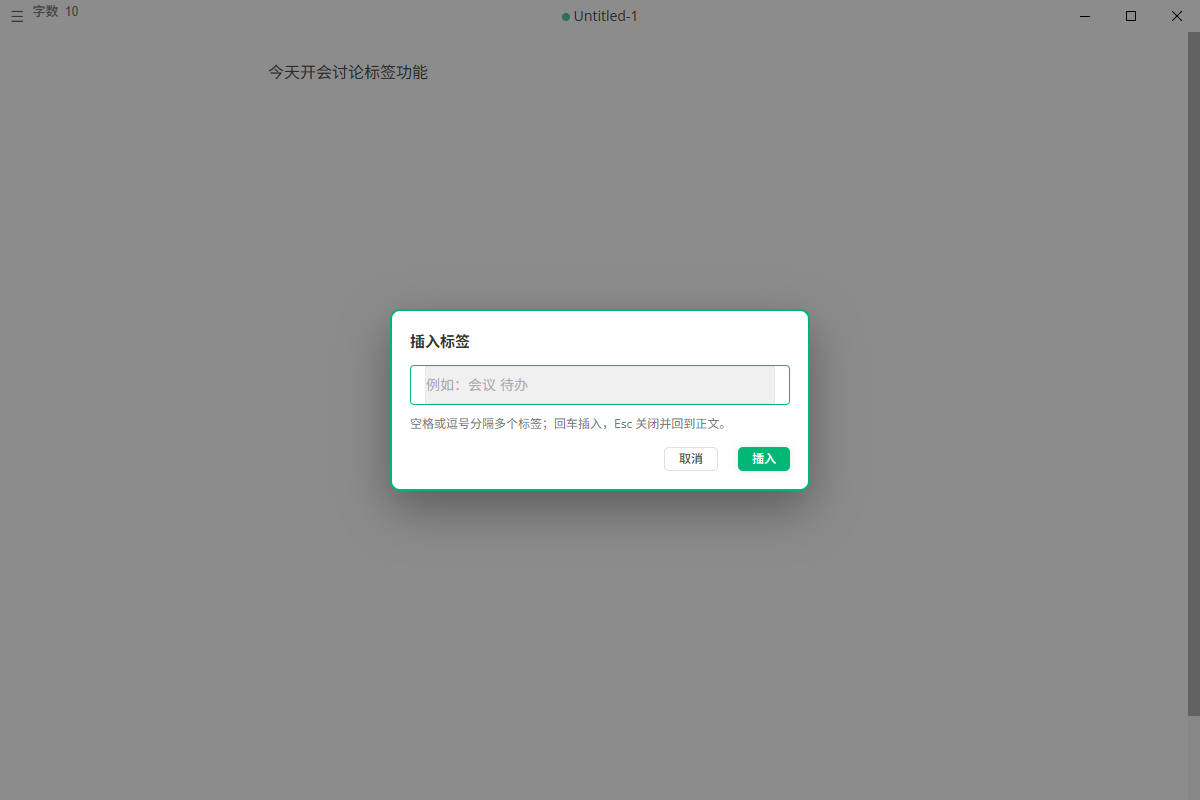 字数 10
Untitled-1
今天开会讨论标签功能
插入标签
例如：会议 待办
空格或逗号分隔多个标签；回车插入，Esc 关闭并回到正文。
取消 插入